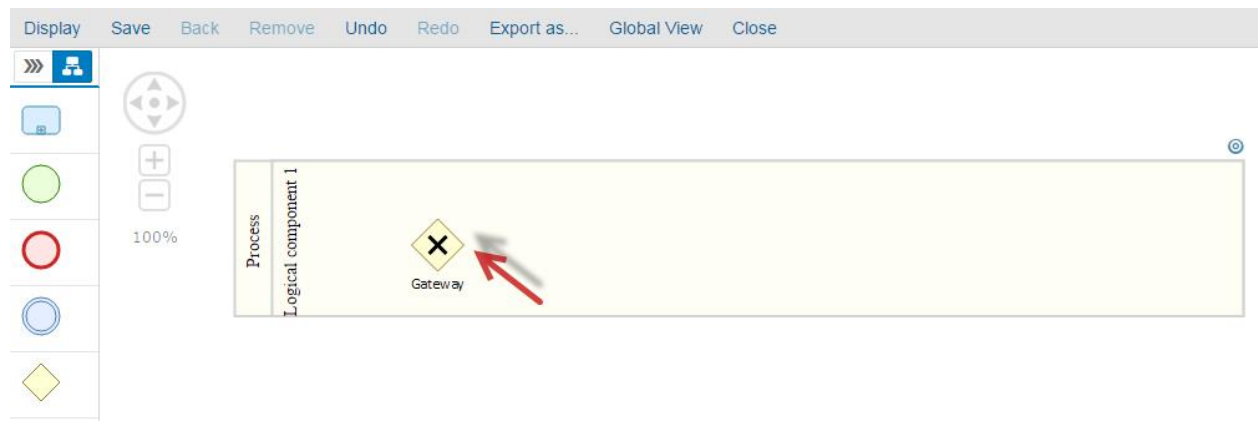 Display Save Back Remove Undo Redo Export as... Global View Close
100%
Process
Logical component 1
Gateway